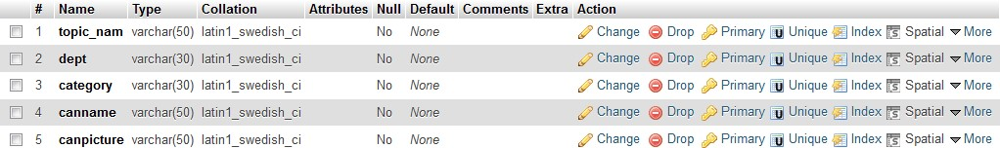 # Name Type Collation Attributes Null Default Comments Extra Action
1 topic_nam varchar(50) latin1_swedish_ci No None Change Drop Primary Unique Index Spatial More
2 dept varchar(30) latin1_swedish_ci No None Change Drop Primary Unique Index Spatial More
3 category varchar(30) latin1_swedish_ci No None Change Drop Primary Unique Index Spatial More
4 canname varchar(50) latin1_swedish_ci No None Change Drop Primary Unique Index Spatial More
5 canpicture varchar(50) latin1_swedish_ci No None Change Drop Primary Unique Index Spatial More